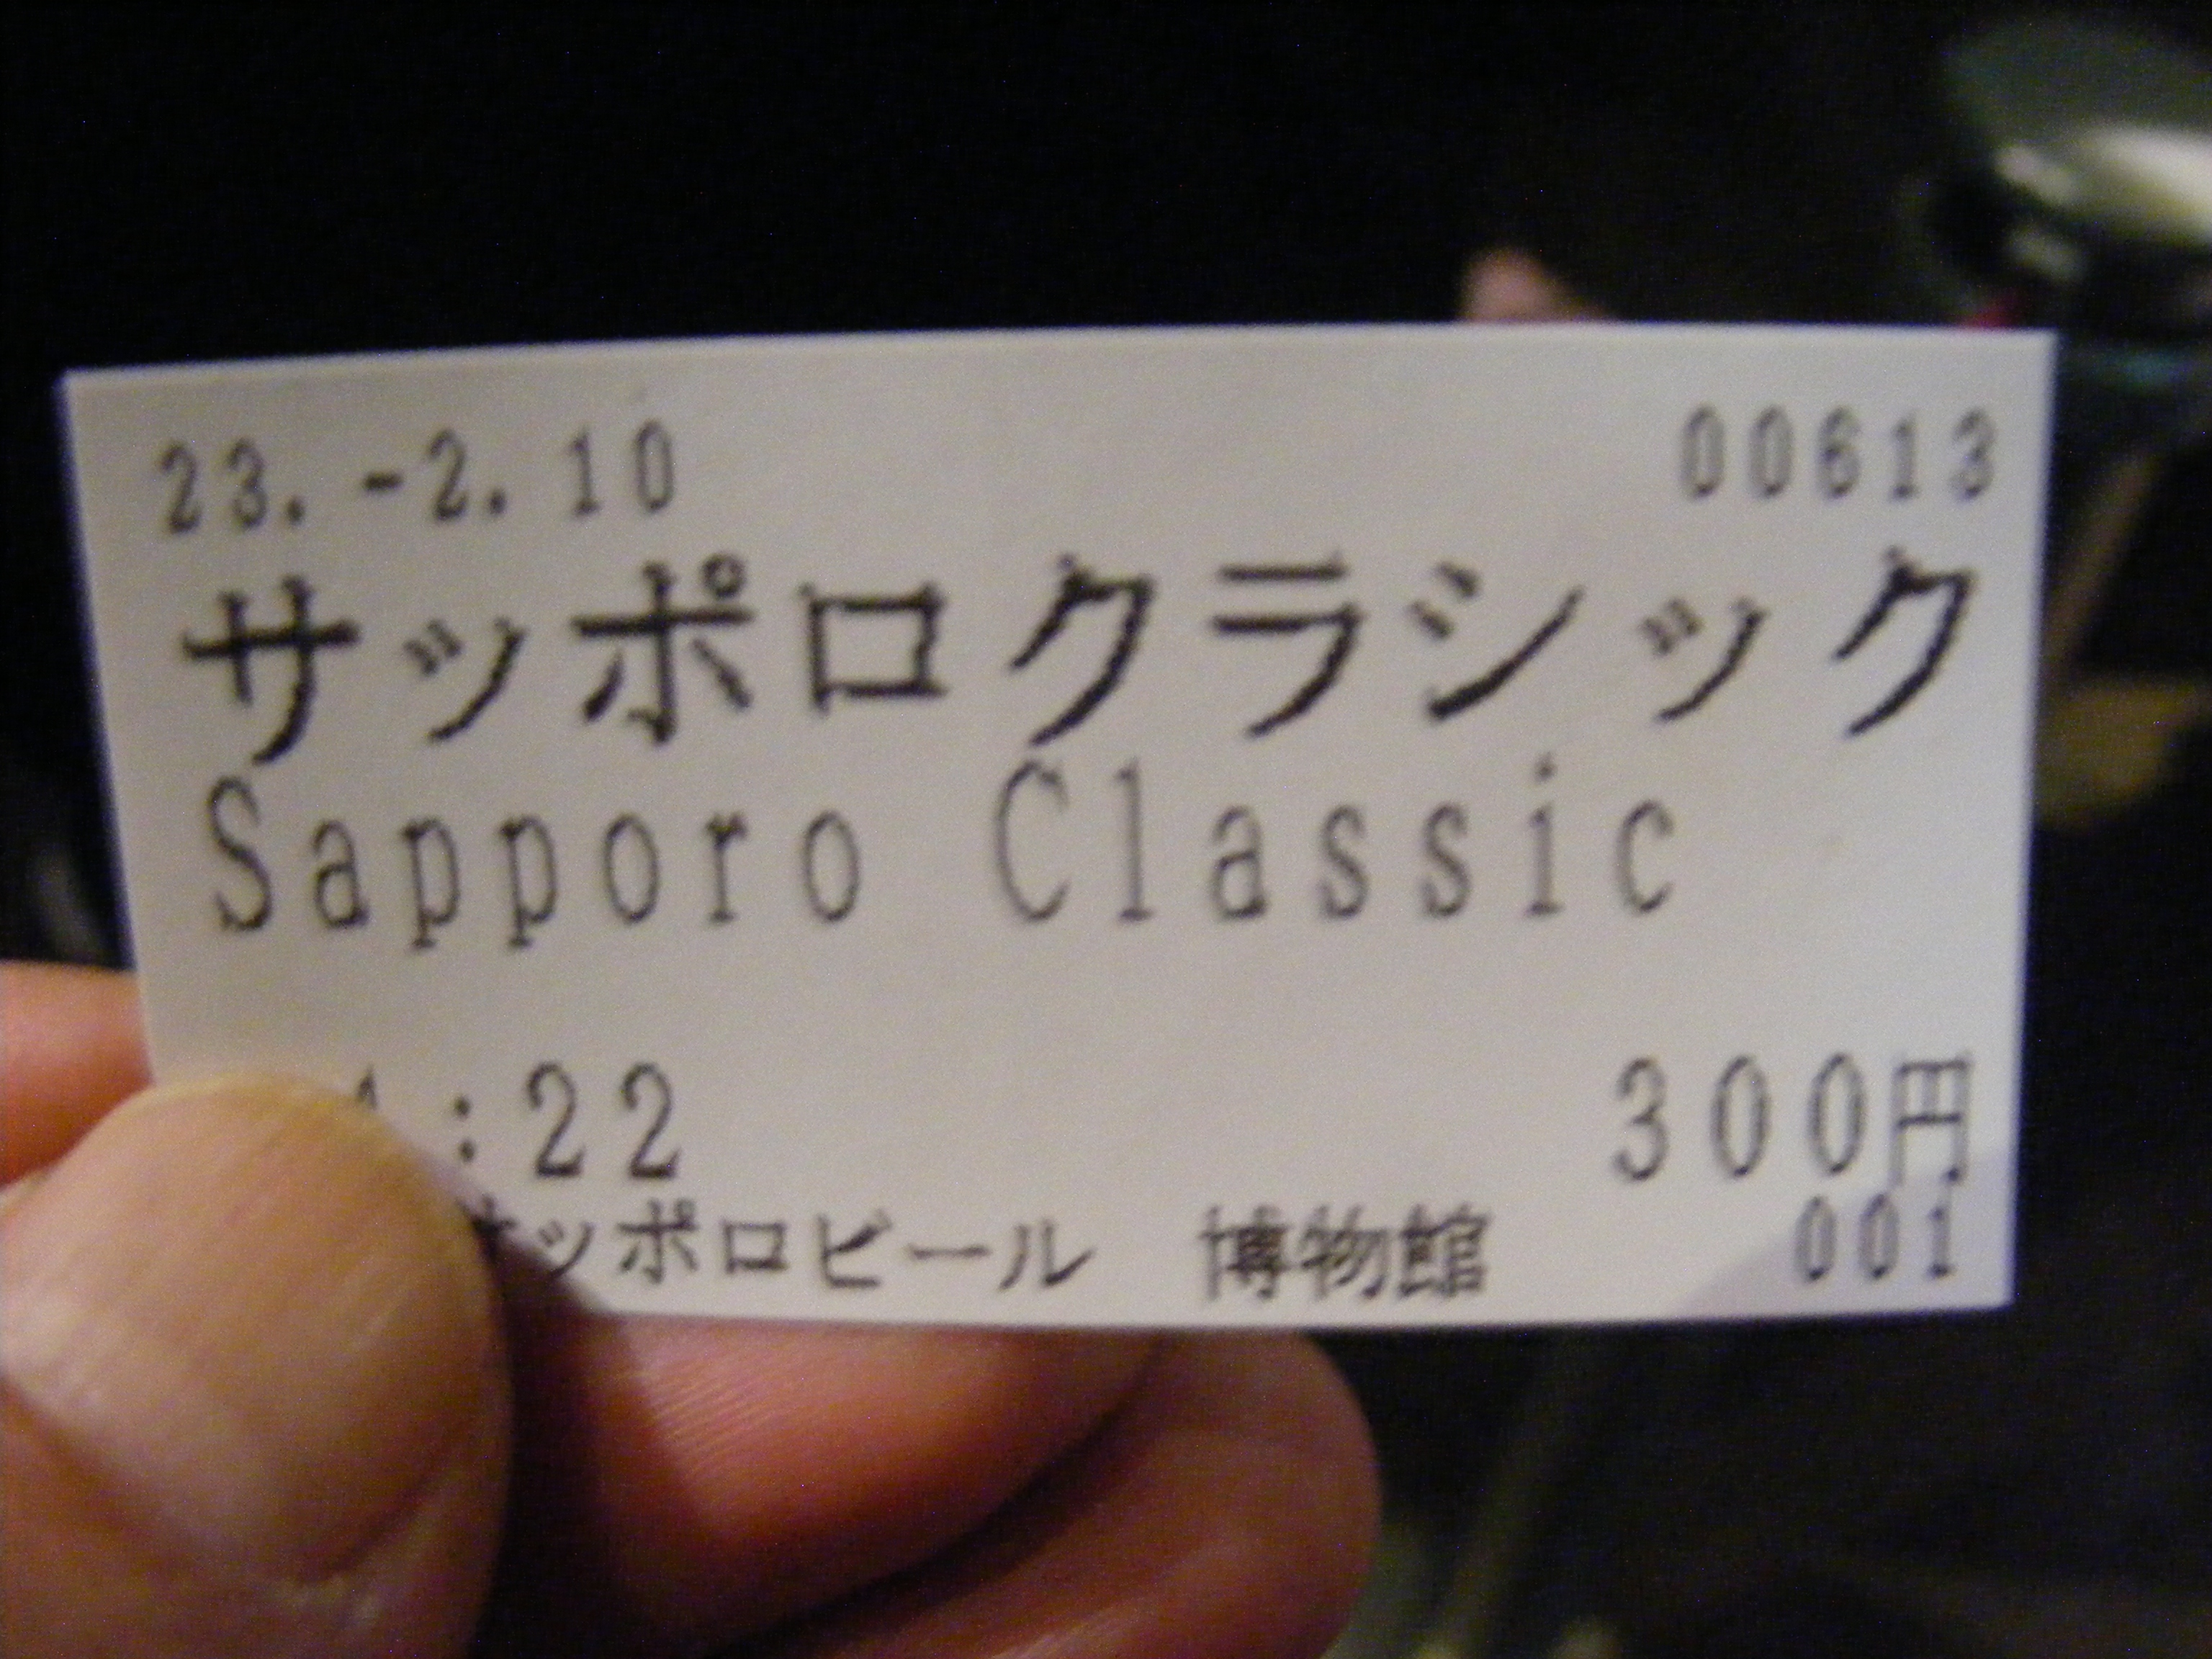 23.-2.10 00613
サッポロクラシック
Sapporo Classic
:22 300円
サッポロビール 博物館 001